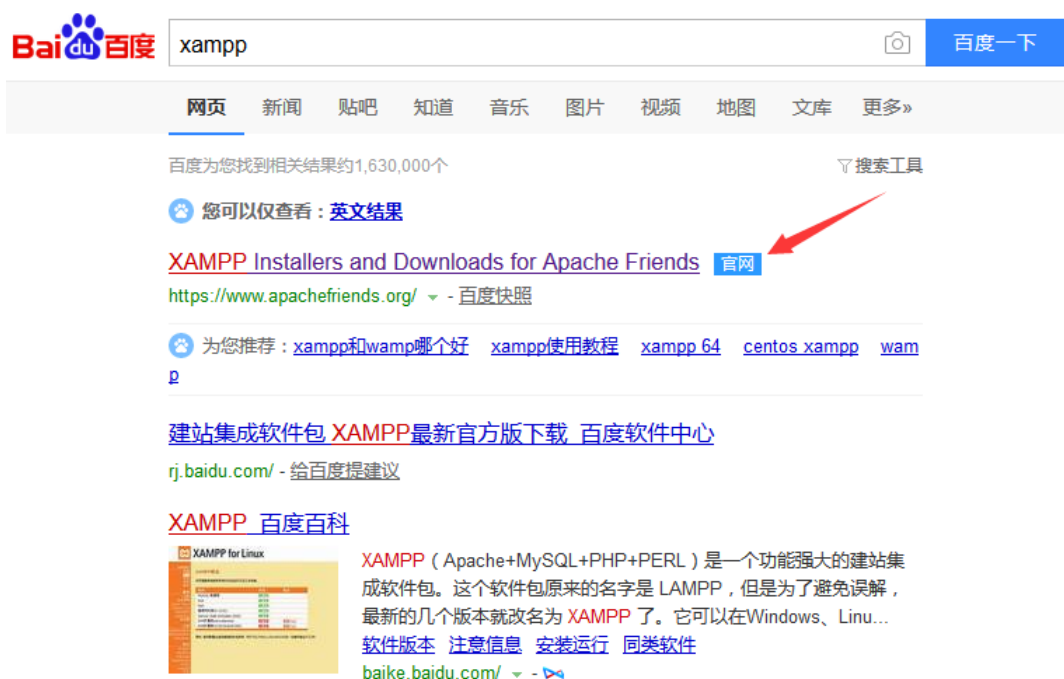 Bai du 百度 xampp 百度一下
网页 新闻 贴吧 知道 音乐 图片 视频 地图 文库 更多»
百度为您找到相关结果约1,630,000个 搜索工具
您可以仅查看：英文结果
XAMPP Installers and Downloads for Apache Friends 官网
https://www.apachefriends.org/ - 百度快照
为您推荐：xampp和wamp哪个好 xampp使用教程 xampp 64 centos xampp wam
p
建站集成软件包 XAMPP最新官方版下载_百度软件中心
rj.baidu.com/ - 给百度提建议
XAMPP_百度百科
XAMPP for Linux
XAMPP（Apache+MySQL+PHP+PERL）是一个功能强大的建站集
成软件包。这个软件包原来的名字是 LAMPP，但是为了避免误解，
最新的几个版本就改名为 XAMPP 了。它可以在Windows、Linu...
软件版本 注意信息 安装运行 同类软件
baike.baidu.com/ -